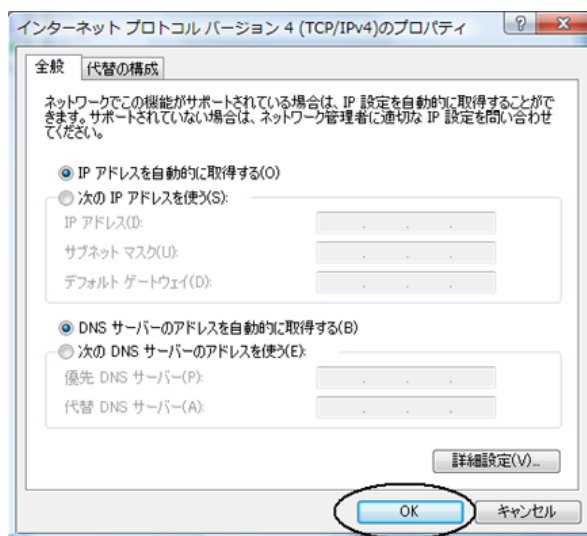 インターネット プロトコル バージョン 4 (TCP/IPv4)のプロパティ
?
全般
代替の構成
ネットワークでこの機能がサポートされている場合は、IP 設定を自動的に取得することがで
きます。サポートされていない場合は、ネットワーク管理者に適切な IP 設定を問い合わせ
てください。
IP アドレスを自動的に取得する(O)
次の IP アドレスを使う(S):
IP アドレス(I):
サブネット マスク(U):
デフォルト ゲートウェイ(D):
DNS サーバーのアドレスを自動的に取得する(B)
次の DNS サーバーのアドレスを使う(E):
優先 DNS サーバー(P):
代替 DNS サーバー(A):
詳細設定(V)...
OK
キャンセル